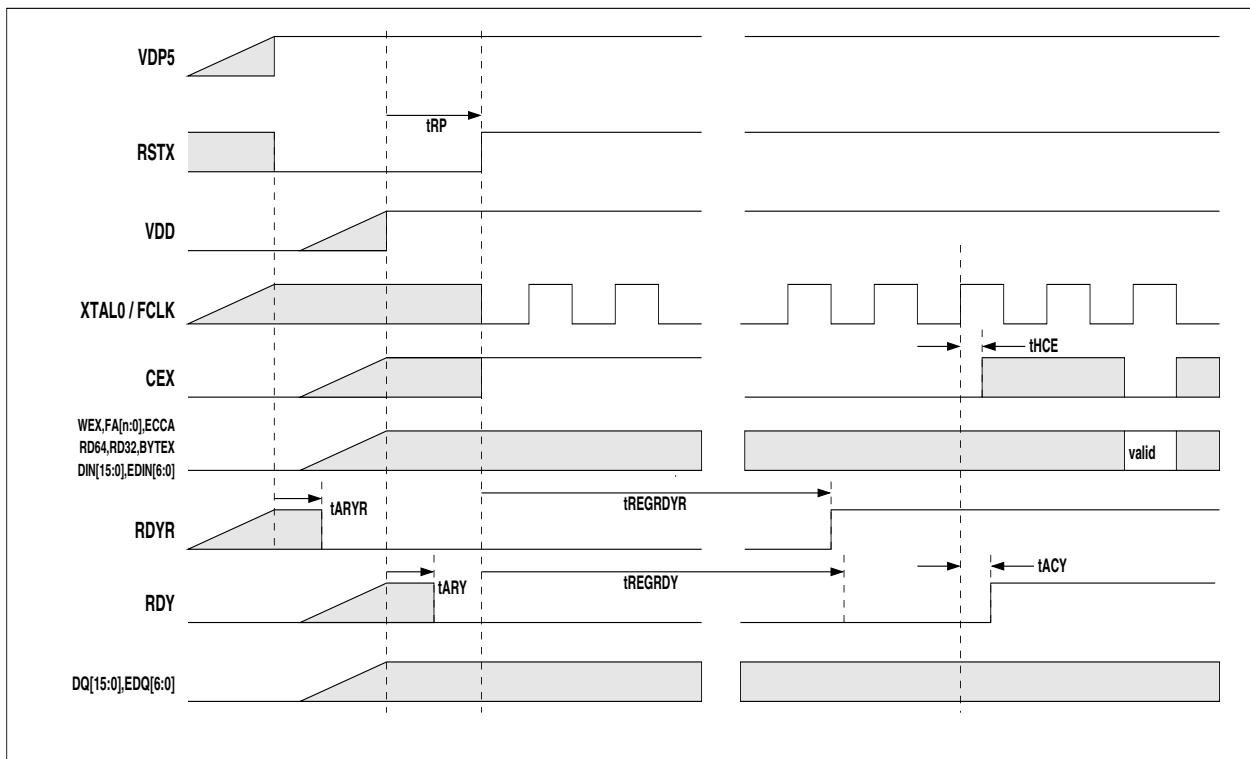 VDP5
tRP
RSTX
VDD
XTAL0 / FCLK
tHCE
CEX
WEX,FA[n:0],ECCA
RD64,RD32,BYTEX
DIN[15:0],EDIN[6:0]
valid
tARYR
tREGRDYR
RDYR
tACY
tARY
tREGRDY
RDY
DQ[15:0],EDQ[6:0]